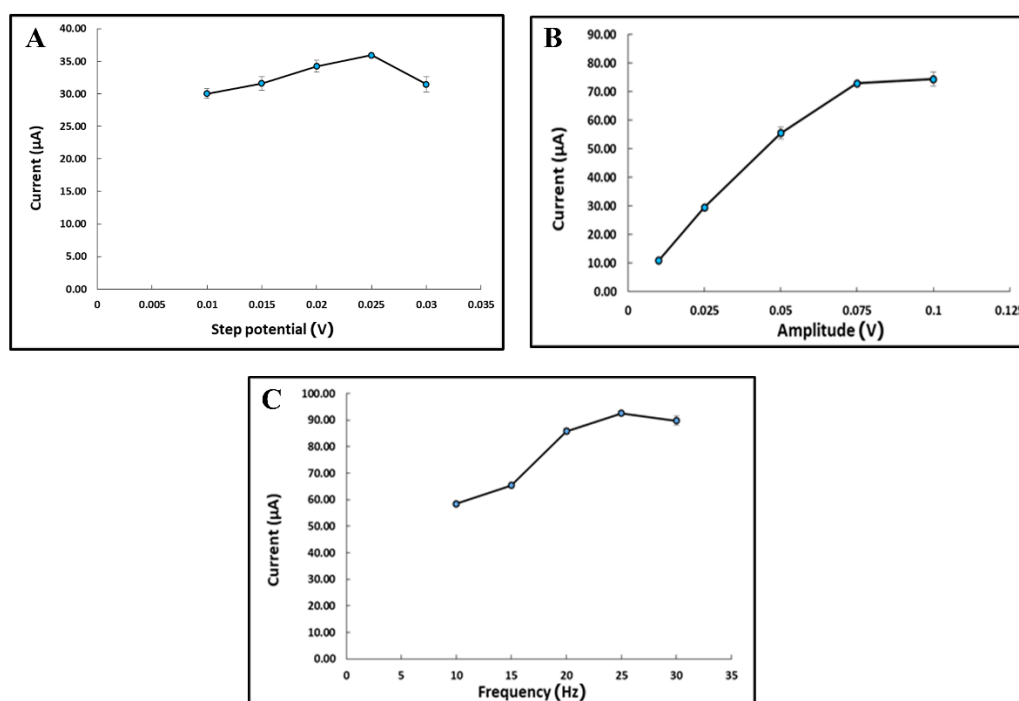 A
40.00
35.00
30.00
25.00
20.00
15.00
10.00
5.00
0.00
0 0.005 0.01 0.015 0.02 0.025 0.03 0.035
Current (µA)
Step potential (V)
B
90.00
80.00
70.00
60.00
50.00
40.00
30.00
20.00
10.00
0.00
0 0.025 0.05 0.075 0.1 0.125
Current (µA)
Amplitude (V)
C
100.00
90.00
80.00
70.00
60.00
50.00
40.00
30.00
20.00
10.00
0.00
0 5 10 15 20 25 30 35
Current (µA)
Frequency (Hz)